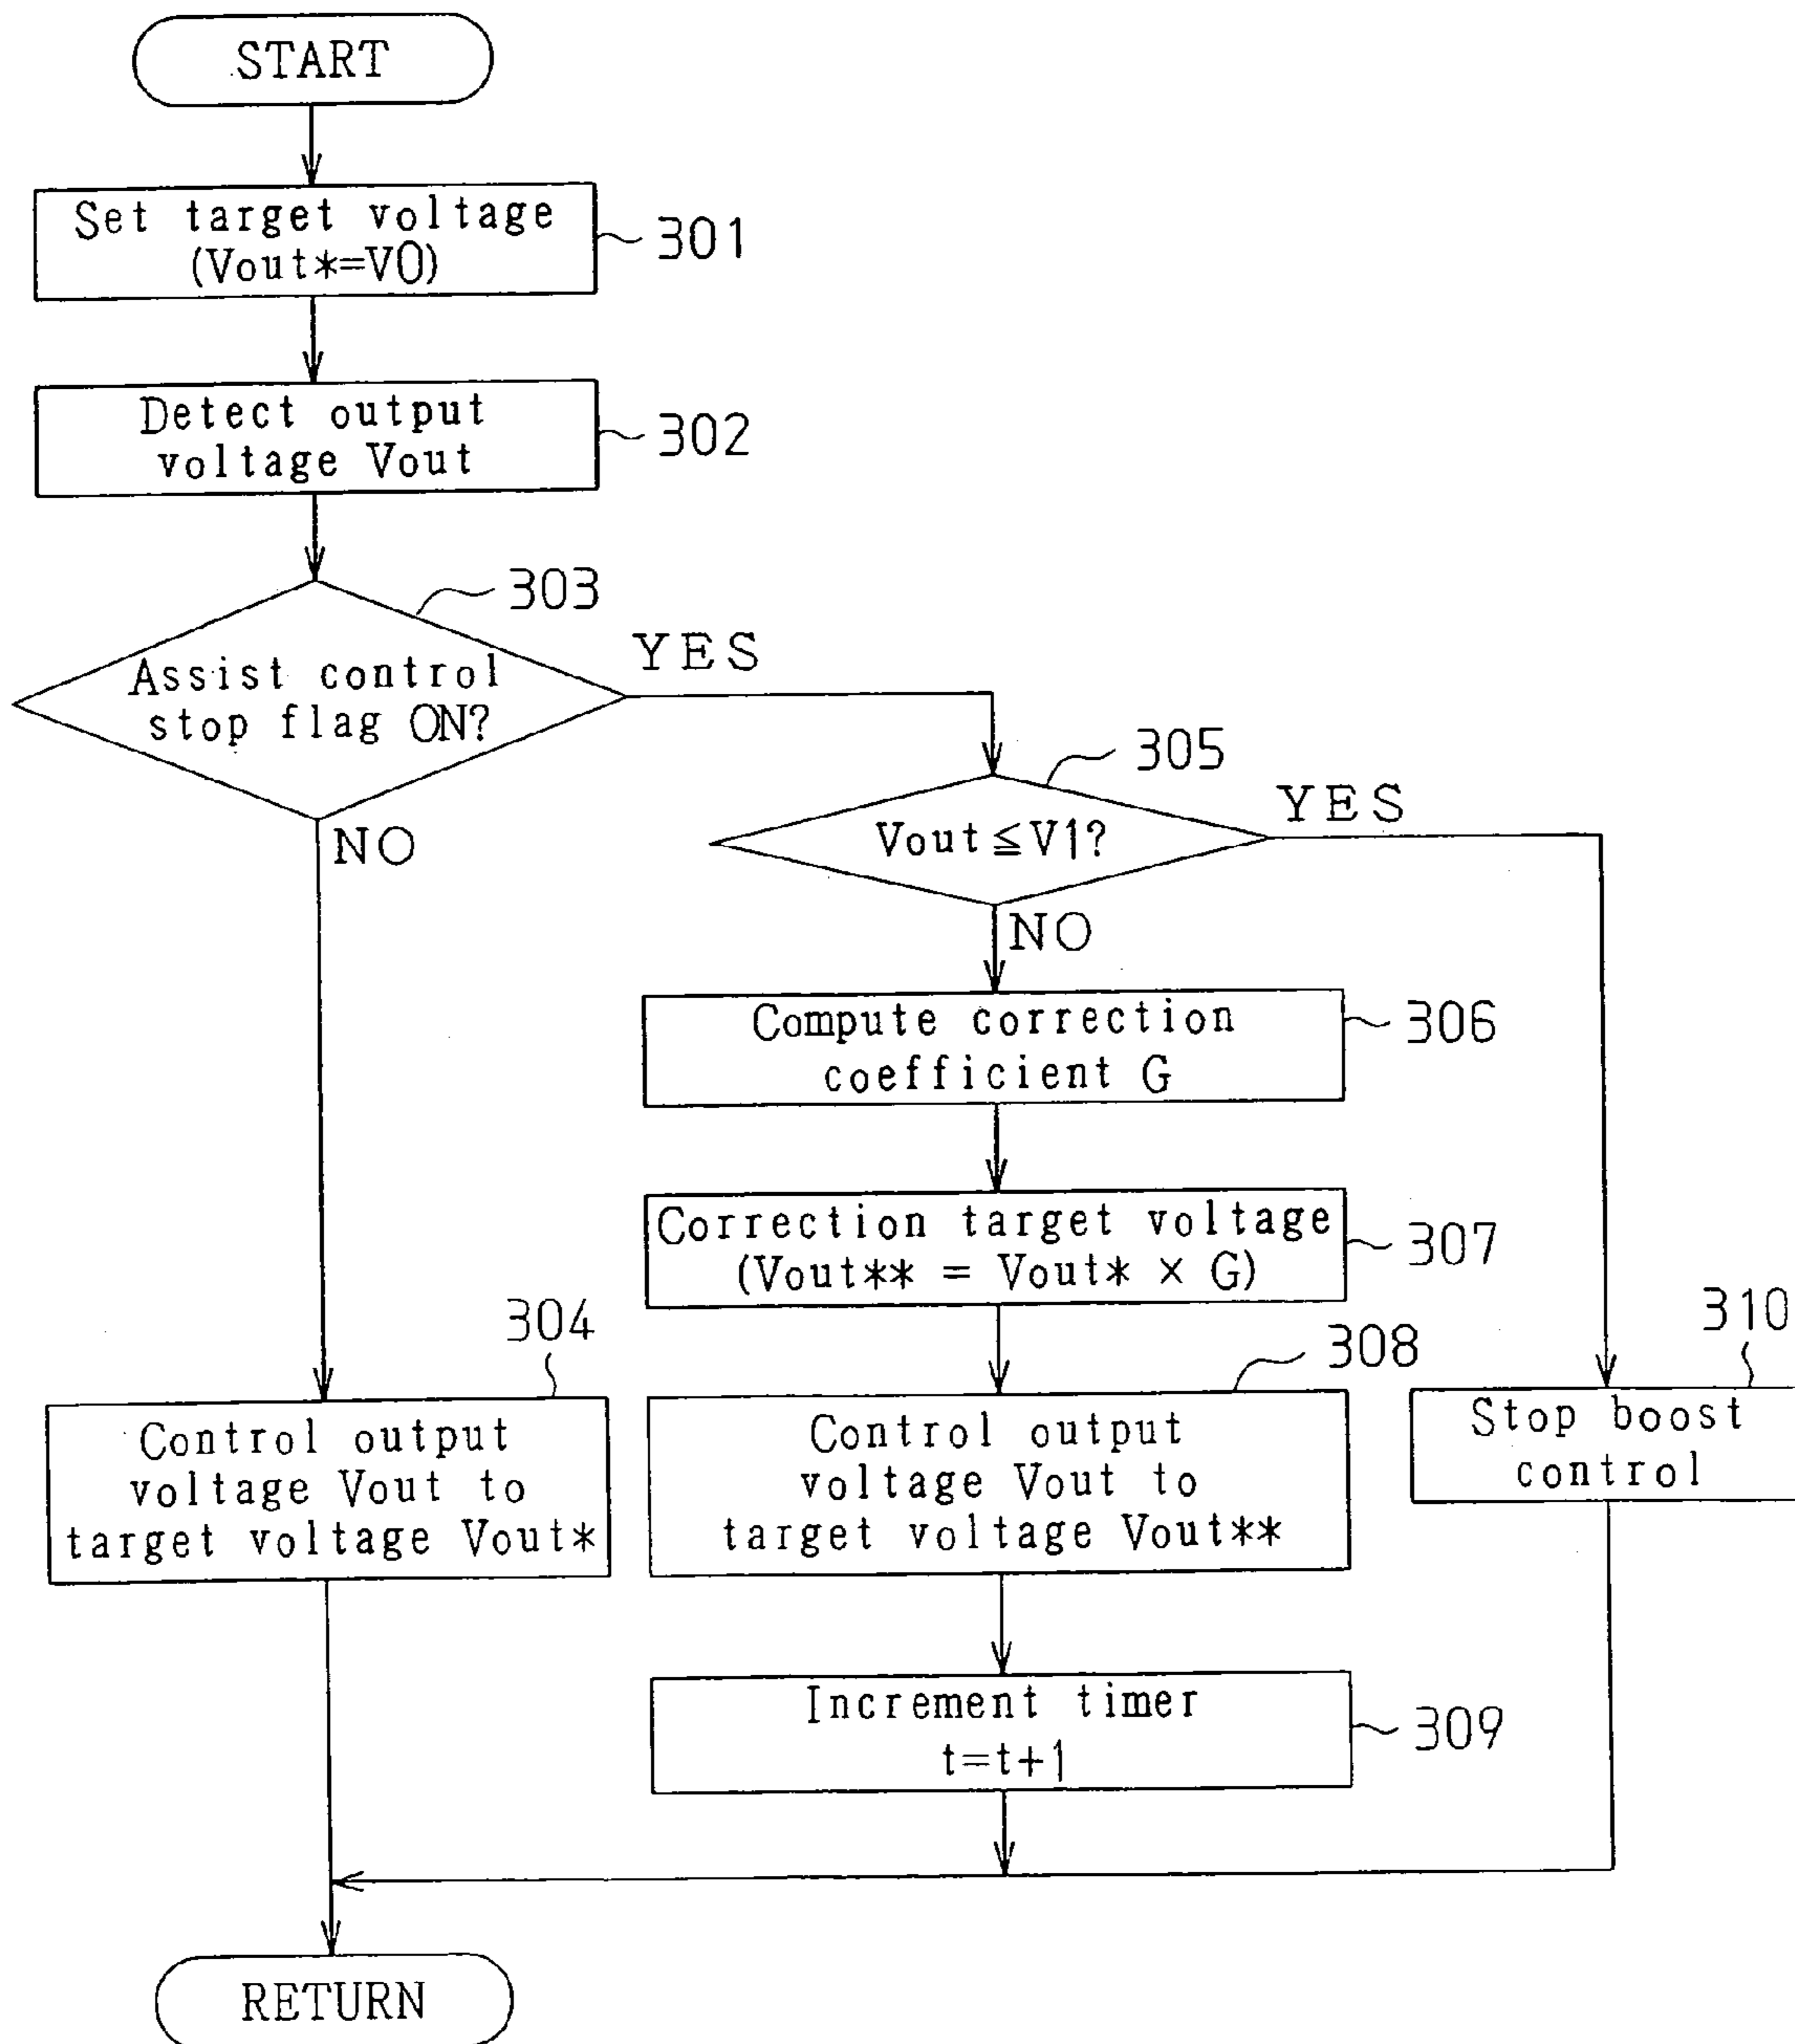 START
Set target voltage
(Vout*=V0)
301
Detect output
voltage Vout
302
303
Assist control
stop flag ON?
YES
NO
305
Vout≦V1?
YES
NO
Compute correction
coefficient G
306
Correction target voltage
(Vout** = Vout* × G)
307
304
Control output
voltage Vout to
target voltage Vout*
308
Control output
voltage Vout to
target voltage Vout**
310
Stop boost
control
Increment timer
t=t+1
309
RETURN